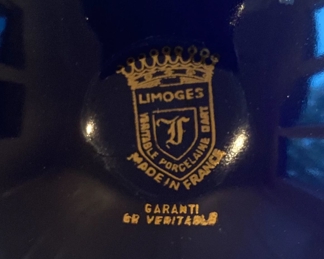 LIMOGES
VERITABLE PORCELAINE D'ART
F
MADE IN FRANCE
GARANTI
OR VERITABLE